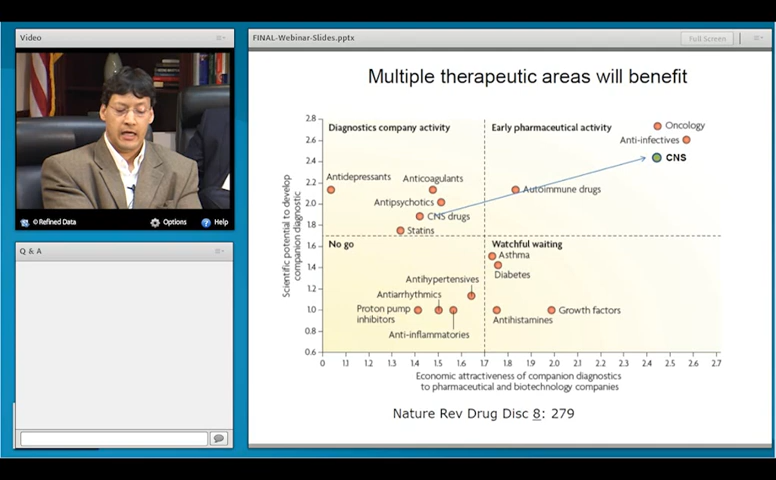 Video
© Refined Data
Options
Help
Q & A
FINAL-Webinar-Slides.pptx
Full Screen
Multiple therapeutic areas will benefit
Scientific potential to develop
companion diagnostic
2.8
2.6
2.4
2.2
2.0
1.8
1.6
1.4
1.2
1.0
0.8
0.6
Diagnostics company activity
Early pharmaceutical activity
Oncology
Anti-infectives
CNS
Antidepressants
Anticoagulants
Antipsychotics
Autoimmune drugs
CNS drugs
Statins
No go
Watchful waiting
Asthma
Diabetes
Antihypertensives
Antiarrhythmics
Proton pump
inhibitors
Anti-inflammatories
Antihistamines
Growth factors
0 1.1 1.2 1.3 1.4 1.5 1.6 1.7 1.8 1.9 2.0 2.2 2.3 2.4 2.5 2.6 2.7
Economic attractiveness of companion diagnostics
to pharmaceutical and biotechnology companies
Nature Rev Drug Disc 8: 279